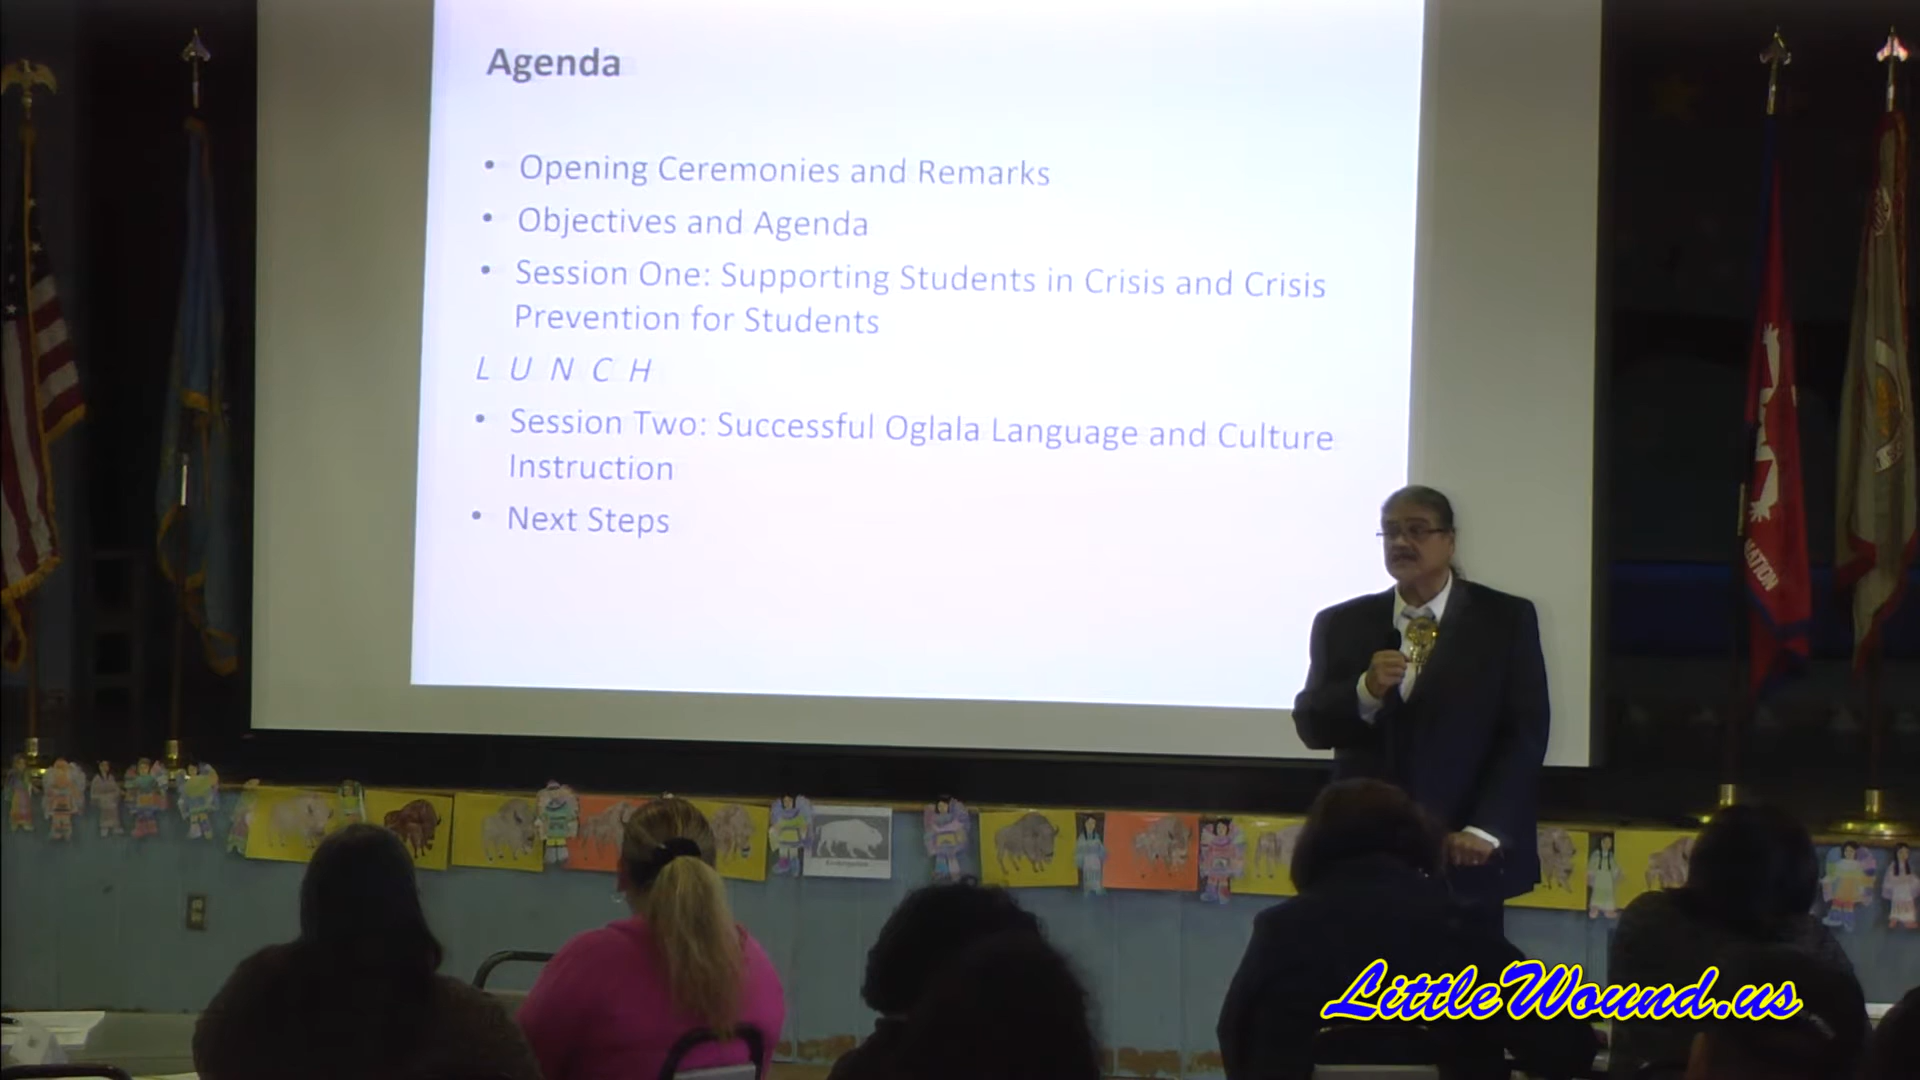 Agenda
• Opening Ceremonies and Remarks
• Objectives and Agenda
• Session One: Supporting Students in Crisis and Crisis
Prevention for Students
L U N C H
• Session Two: Successful Oglala Language and Culture
Instruction
• Next Steps
NATION
LittleWound.us